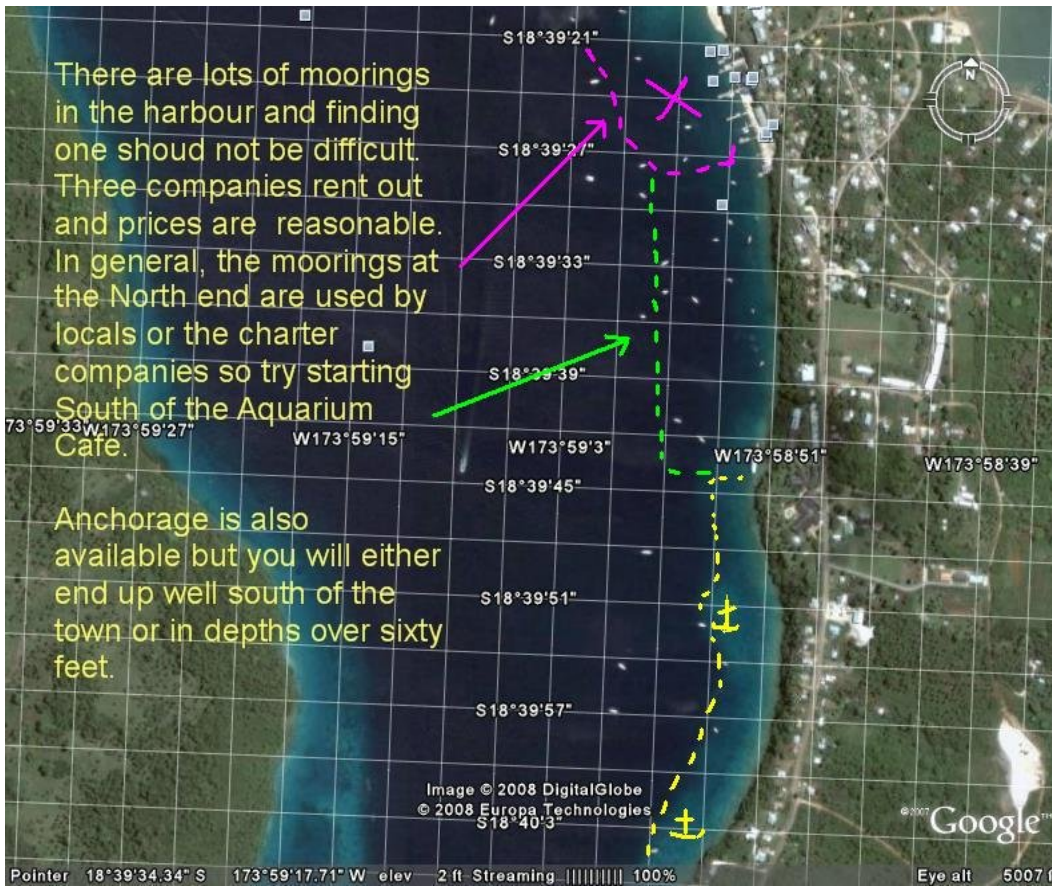 S18°39'21"
There are lots of moorings
in the harbour and finding
one shoud not be difficult.
Three companies rent out
and prices are reasonable.
In general, the moorings at
the North end are used by
locals or the charter
companies so try starting
South of the Aquarium
Cafe.
N
S18°39'27"
S18°39'33"
S18°39'39"
73°59'33
W173°59'27"
W173°59'15"
W173°59'3"
W173°58'51"
W173°58'39"
S18°39'45"
Anchorage is also
available but you will either
end up well south of the
town or in depths over sixty
feet.
S18°39'51"
S18°39'57"
Image © 2008 DigitalGlobe
© 2008 Europa Technologies
S18°40'3"
©2007 Google™
Pointer 18°39'34.34" S 173°59'17.71" W elev 2 ft Streaming |||||||||| 100% Eye alt 5007 f